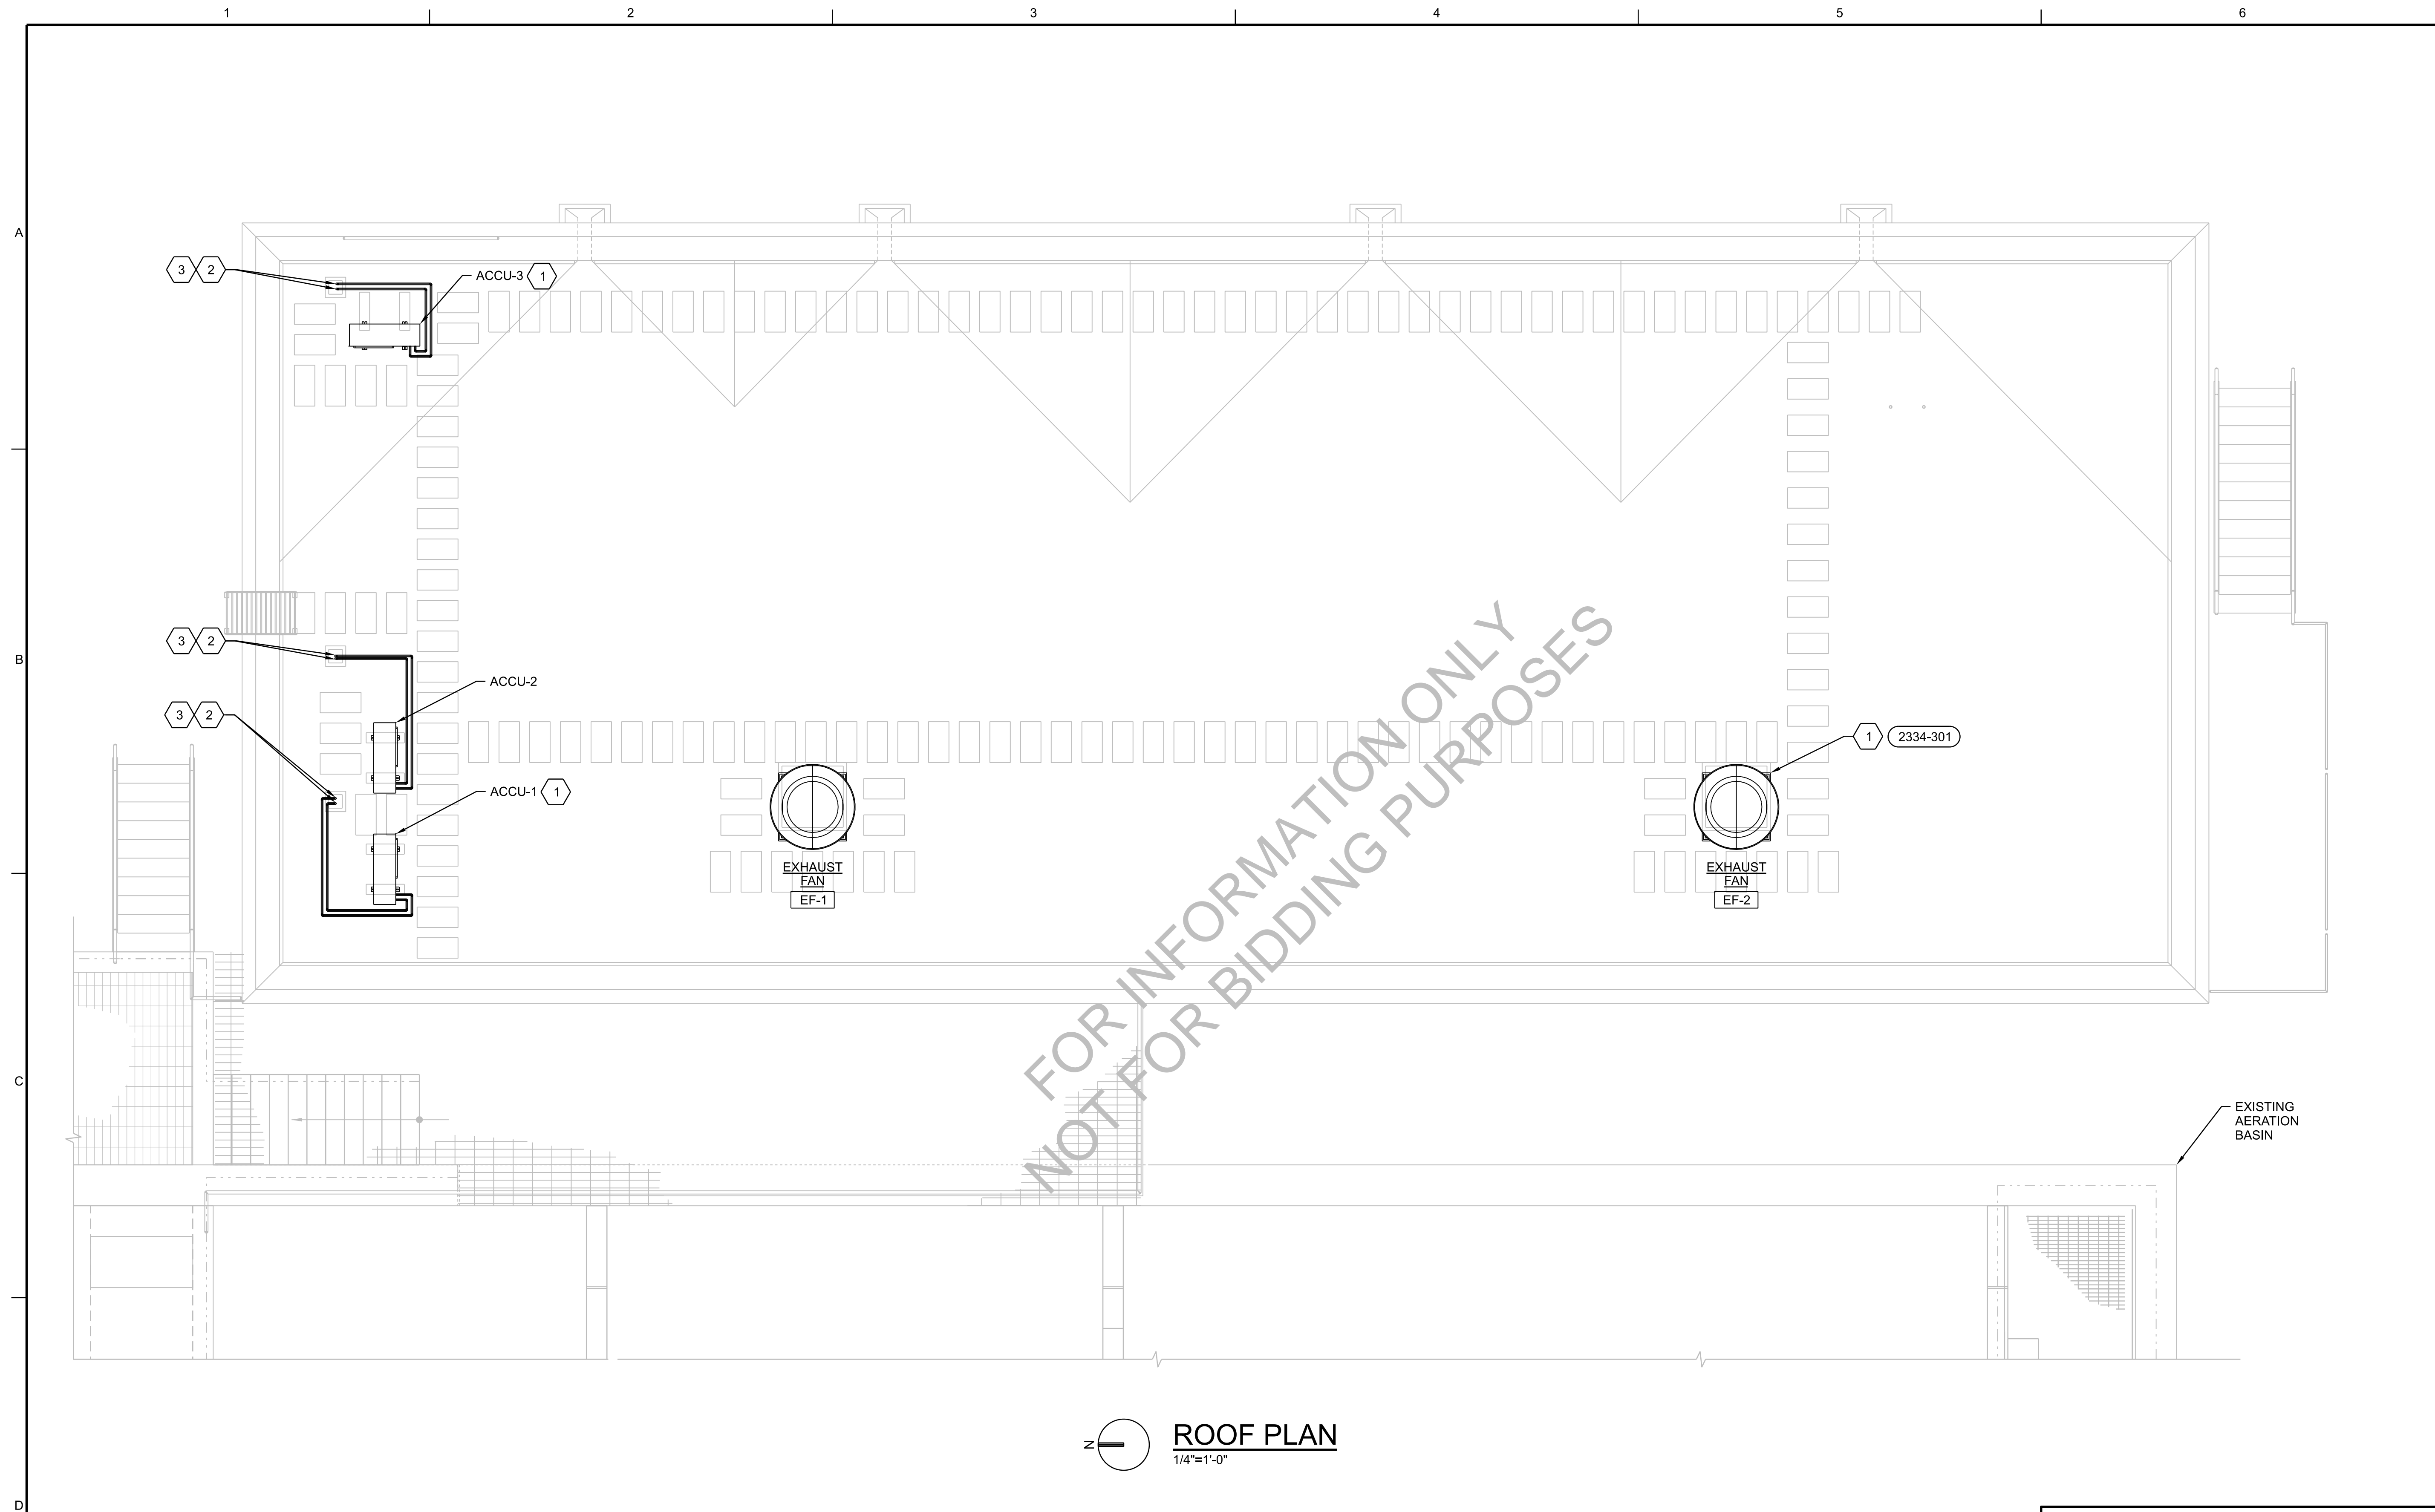 1 2 3 4 5 6
A
3 2
ACCU-3 1
3 2
B
ACCU-2
3 2
1 2334-301
ACCU-1 1
EXHAUST
FAN
EF-1
EXHAUST
FAN
EF-2
FOR INFORMATION ONLY
NOT FOR BIDDING PURPOSES
C
EXISTING
AERATION
BASIN
N
ROOF PLAN
1/4"=1'-0"
D